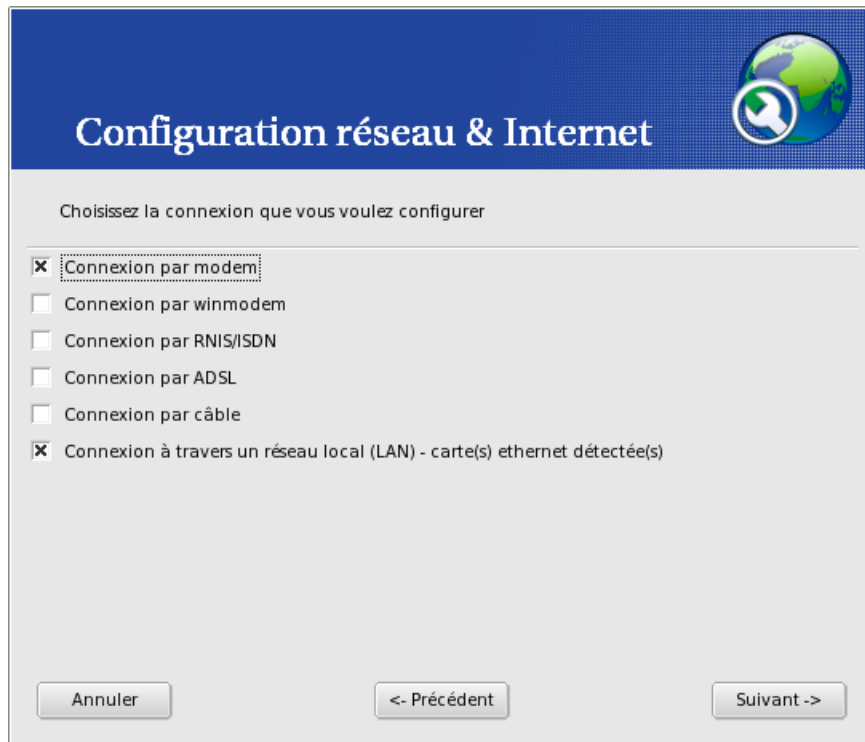 Configuration réseau & Internet
Choisissez la connexion que vous voulez configurer
Connexion par modem
Connexion par winmodem
Connexion par RNIS/ISDN
Connexion par ADSL
Connexion par câble
Connexion à travers un réseau local (LAN) - carte(s) ethernet détectée(s)
Annuler
<- Précédent
Suivant ->